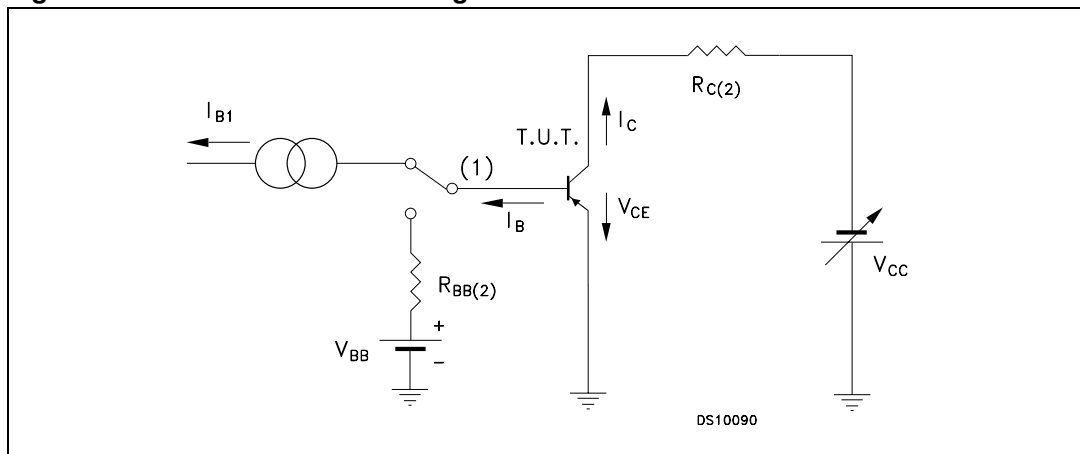 I_B1
T.U.T.
(1)
I_B
R_C(2)
I_C
V_CE
V_CC
R_BB(2)
V_BB
+
–
DS10090